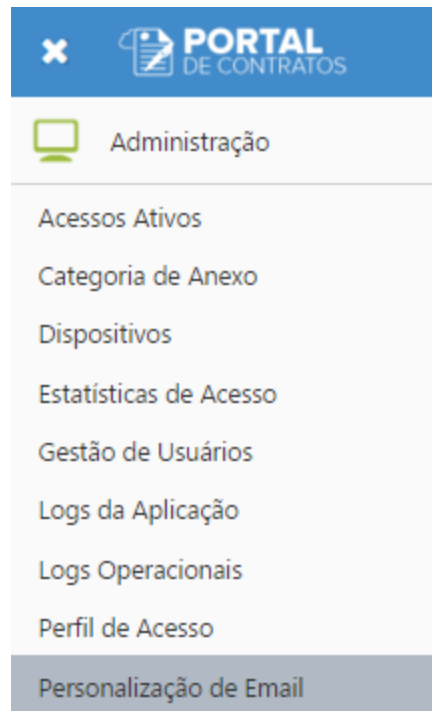 PORTAL
DE CONTRATOS
Administração
Acessos Ativos
Categoria de Anexo
Dispositivos
Estatísticas de Acesso
Gestão de Usuários
Logs da Aplicação
Logs Operacionais
Perfil de Acesso
Personalização de Email